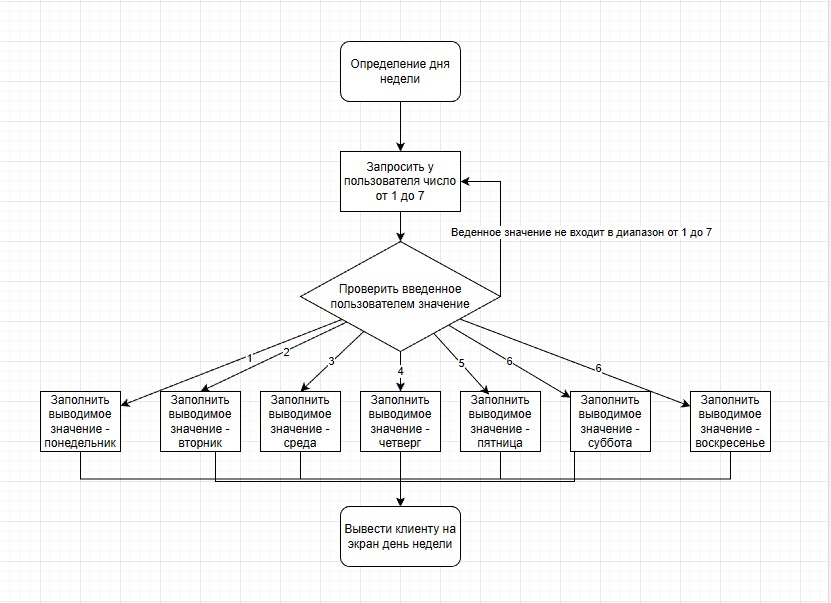 Определение дня
недели
Запросить у
пользователя число
от 1 до 7
Веденное значение не входит в диапазон от 1 до 7
Проверить введенное
пользователем значение
1
2
3
4
5
6
6
Заполнить
выводимое
значение -
понедельник
Заполнить
выводимое
значение -
вторник
Заполнить
выводимое
значение -
среда
Заполнить
выводимое
значение -
четверг
Заполнить
выводимое
значение -
пятница
Заполнить
выводимое
значение -
суббота
Заполнить
выводимое
значение -
воскресенье
Вывести клиенту на
экран день недели